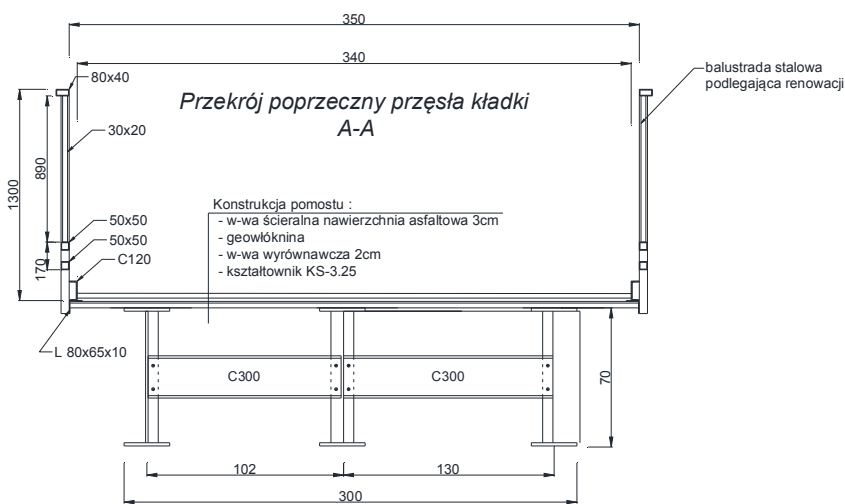 350
340
80x40
balustrada stalowa
podlegająca renowacji
Przekrój poprzeczny przęsła kładki
A-A
30x20
890
1300
Konstrukcja pomostu :
- w-wa ścieralna nawierzchnia asfaltowa 3cm
- geowłóknina
- w-wa wyrównawcza 2cm
- kształtownik KS-3.25
50x50
50x50
C120
170
L 80x65x10
C300
C300
70
102
130
300